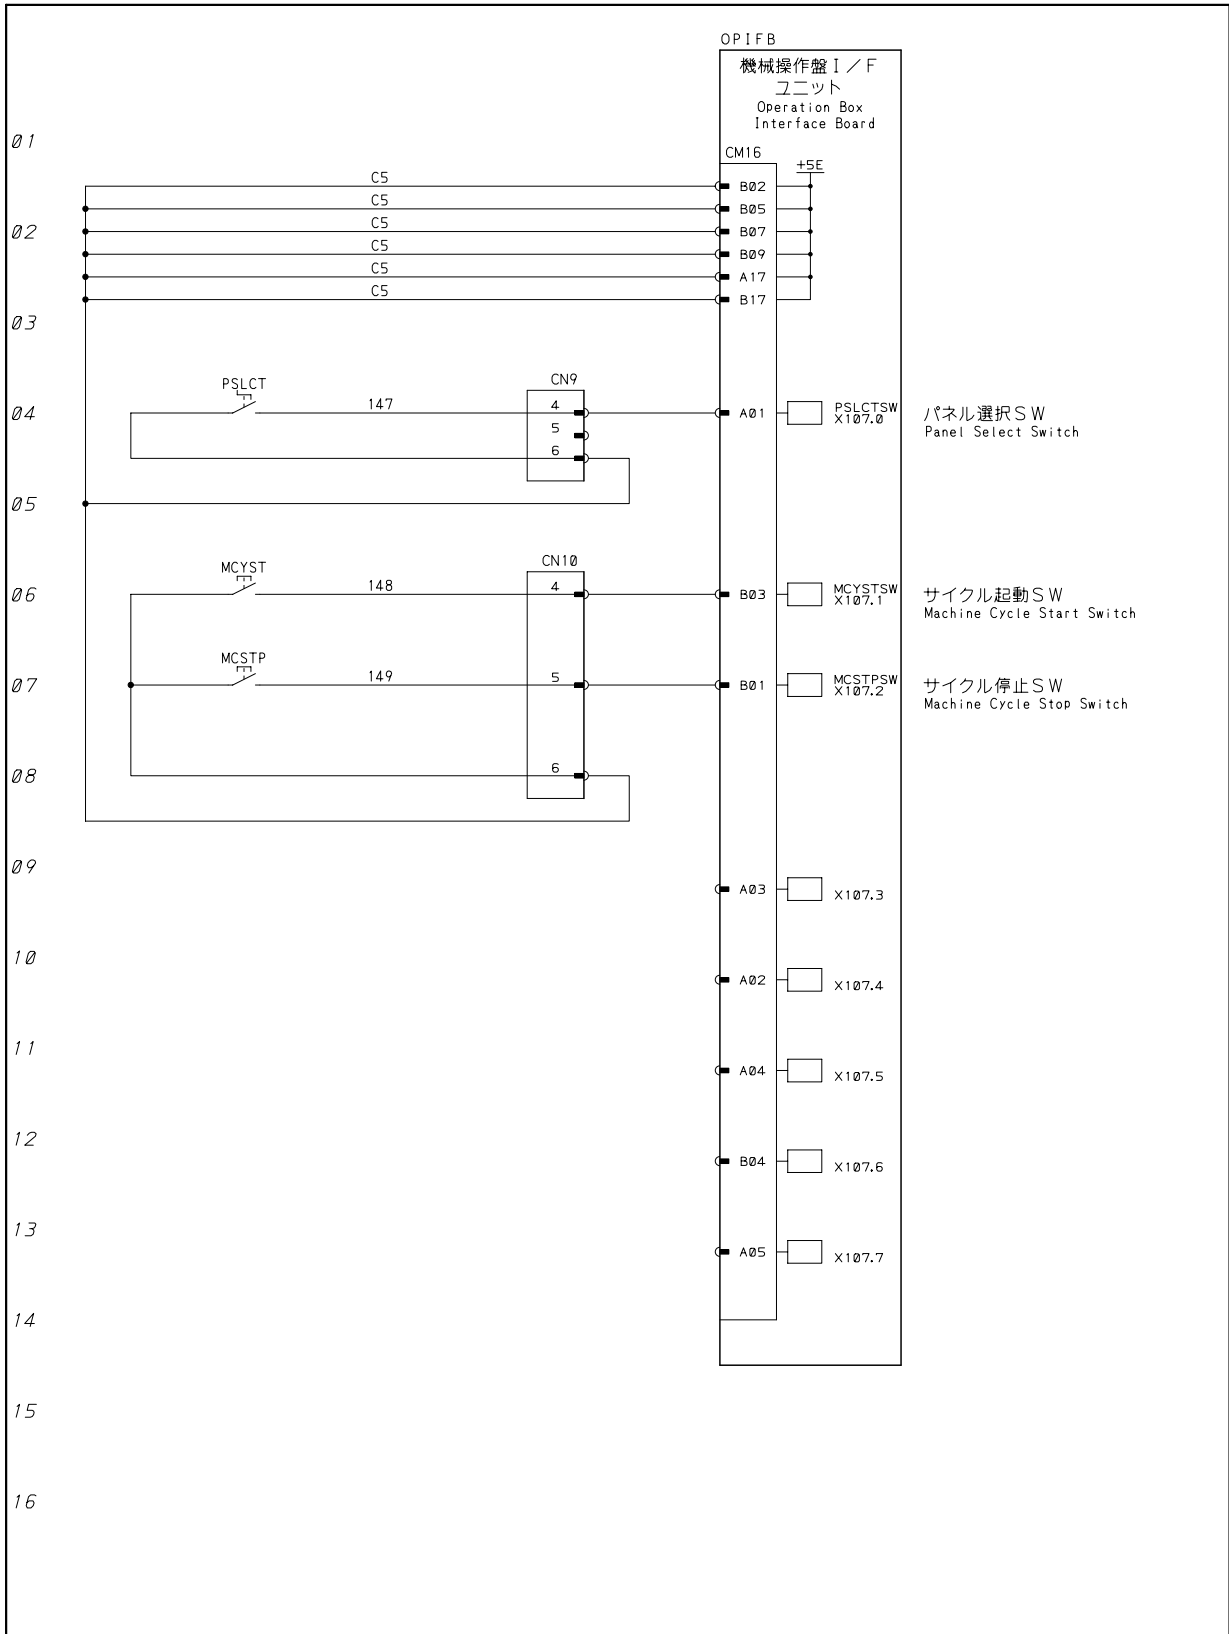 OPIFB
機械操作盤I/F
ユニット
Operation Box
Interface Board
01
CM16
+5E
C5 B02
C5 B05
02 C5 B07
C5 B09
C5 A17
C5 B17
03
PSLCT CN9
04 147 4 A01 PSLCTSW パネル選択SW
X107.0 Panel Select Switch
5
6
05
MCYST CN10
06 148 4 B03 MCYSTSW サイクル起動SW
X107.1 Machine Cycle Start Switch
MCSTP
07 149 5 B01 MCSTPSW サイクル停止SW
X107.2 Machine Cycle Stop Switch
08 6
09
A03 X107.3
10
A02 X107.4
11
A04 X107.5
12
B04 X107.6
13
A05 X107.7
14
15
16